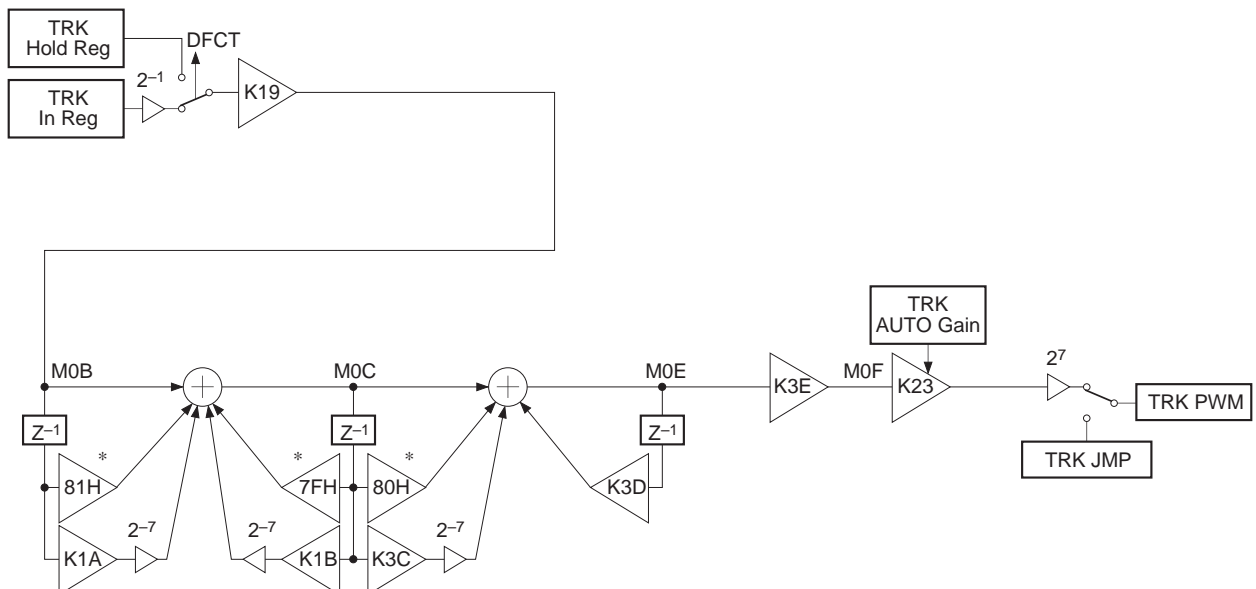 TRK
Hold Reg
DFCT
2–1
TRK
In Reg
K19
TRK
AUTO Gain
M0B
M0C
M0E
K3E
M0F
K23
27
TRK PWM
TRK JMP
Z–1
Z–1
Z–1
*
*
*
81H
7FH
80H
K3D
2–7
2–7
2–7
K1A
K1B
K3C